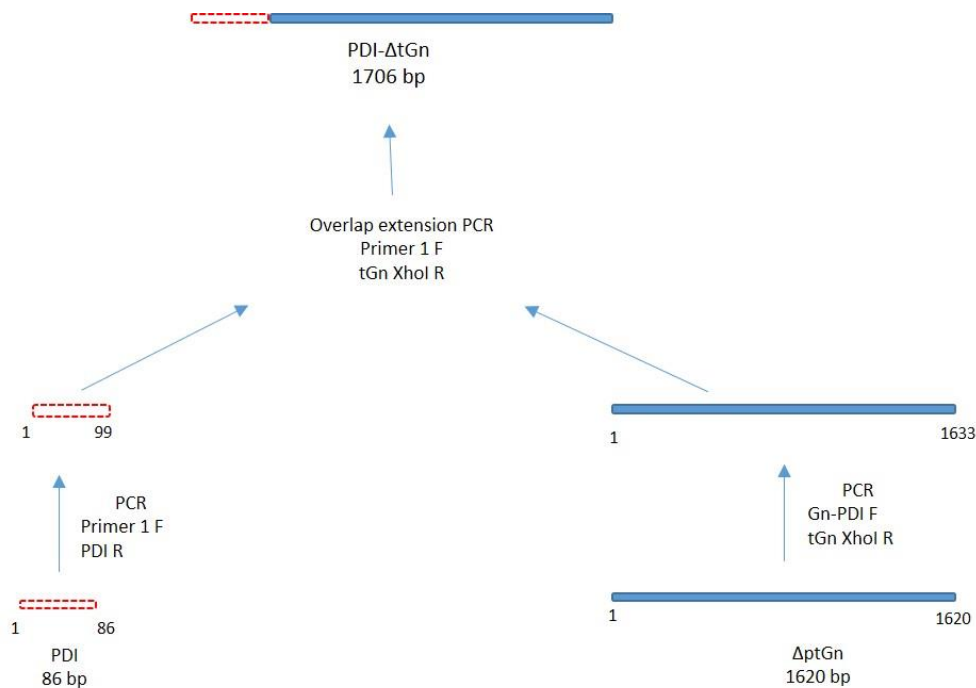 PDI-ΔtGn
1706 bp
Overlap extension PCR
Primer 1 F
tGn XhoI R
1 99
1 1633
PCR
Primer 1 F
PDI R
PCR
Gn-PDI F
tGn XhoI R
1 86
1 1620
PDI
86 bp
ΔptGn
1620 bp